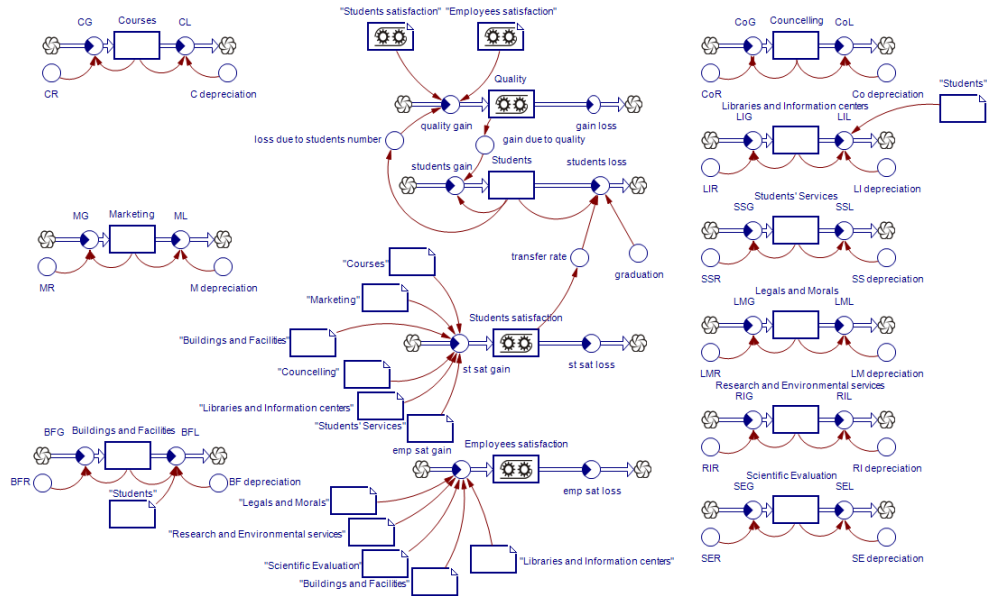 "Students satisfaction" "Employees satisfaction"
CG Courses CL
CoG Councelling CoL
CR C depreciation
CoR Co depreciation
Quality
"Students"
Libraries and Information centers
quality gain gain loss
LIG LIL
loss due to students number gain due to quality
students gain Students students loss
LIR LI depreciation
Students' Services
SSG SSL
MG Marketing ML
"Courses" transfer rate graduation
SSR SS depreciation
MR M depreciation
Legals and Morals
"Marketing"
LMG LML
Students satisfaction
"Buildings and Facilities"
st sat gain st sat loss
"Councelling"
LMR LM depreciation
Research and Environmental services
RIG RIL
"Libraries and Information centers"
"Students' Services"
BFG Buildings and Facilities BFL
emp sat gain Employees satisfaction
RIR RI depreciation
Scientific Evaluation
BFR BF depreciation
SEG SEL
"Students"
emp sat loss
"Legals and Morals"
"Research and Environmental services"
SER SE depreciation
"Scientific Evaluation" "Libraries and Information centers"
"Buildings and Facilities"